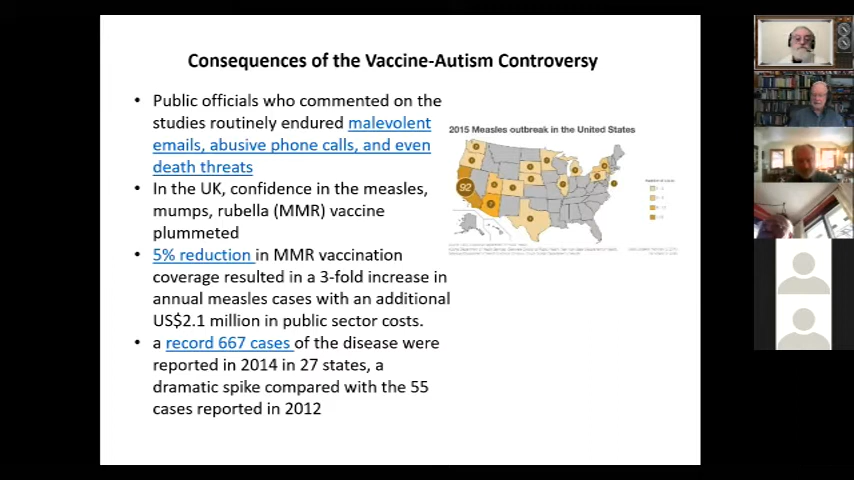 Consequences of the Vaccine-Autism Controversy
• Public officials who commented on the
studies routinely endured malevolent
emails, abusive phone calls, and even
death threats
• In the UK, confidence in the measles,
mumps, rubella (MMR) vaccine
plummeted
• 5% reduction in MMR vaccination
coverage resulted in a 3-fold increase in
annual measles cases with an additional
US$2.1 million in public sector costs.
• a record 667 cases of the disease were
reported in 2014 in 27 states, a
dramatic spike compared with the 55
cases reported in 2012
2015 Measles outbreak in the United States
92